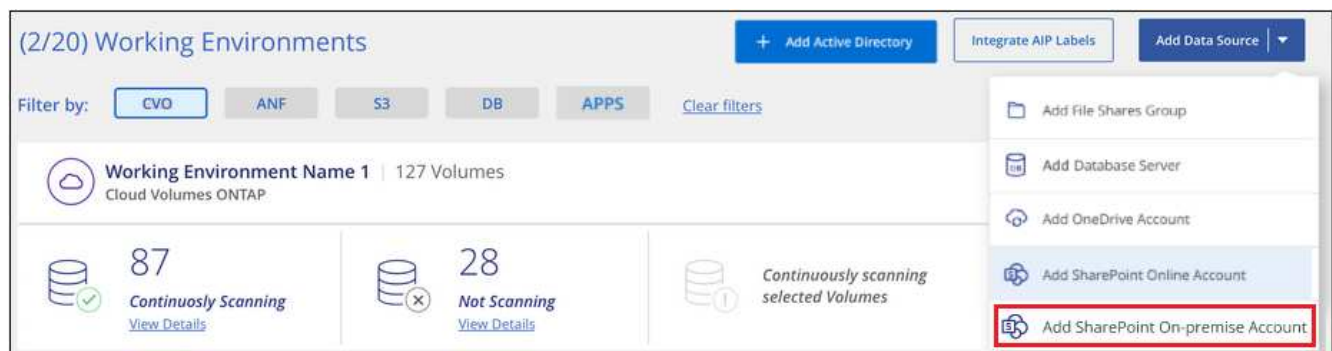 (2/20) Working Environments
+ Add Active Directory
Integrate AIP Labels
Add Data Source
Filter by:
CVO
ANF
S3
DB
APPS
Clear filters
Add File Shares Group
Working Environment Name 1 | 127 Volumes
Cloud Volumes ONTAP
DB
Add Database Server
Add OneDrive Account
87
Continuosly Scanning
View Details
28
Not Scanning
View Details
Continuously scanning
selected Volumes
S
Add SharePoint Online Account
S
Add SharePoint On-premise Account